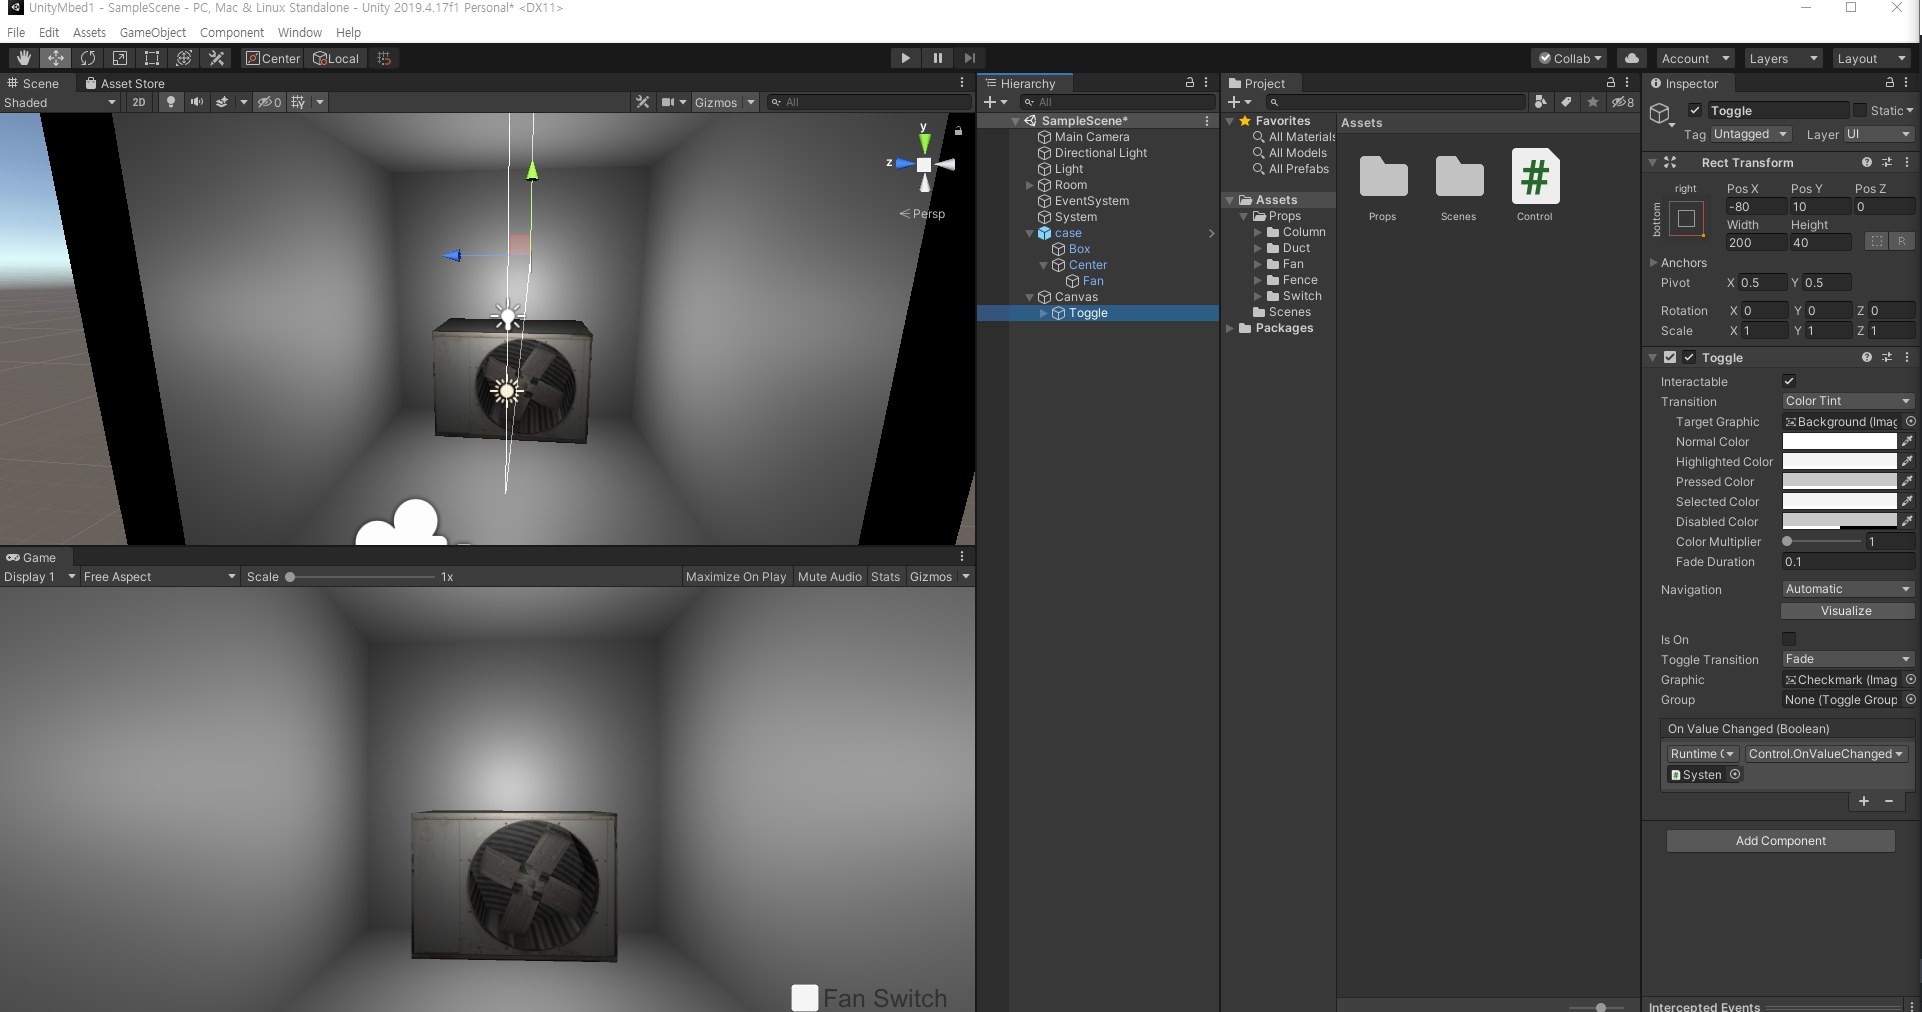 UnityMbed1 - SampleScene - PC, Mac & Linux Standalone - Unity 2019.4.17f1 Personal* <DX11>
File Edit Assets GameObject Component Window Help
Center Local
Collab Account Layers Layout
Scene Asset Store
Shaded 2D 0 Gizmos All
y
z
Persp
Game
Display 1 Free Aspect Scale 1x Maximize On Play Mute Audio Stats Gizmos
Fan Switch
Hierarchy
All
SampleScene*
Main Camera
Directional Light
Light
Room
EventSystem
System
case
Box
Center
Fan
Canvas
Toggle
Project
8
Favorites
All Materials
All Models
All Prefabs
Assets
Props
Column
Duct
Fan
Fence
Switch
Scenes
Packages
Assets
Props Scenes Control
Inspector
Toggle Static
Tag Untagged Layer UI
Rect Transform
right
bottom
Pos X Pos Y Pos Z
-80 10 0
Width Height
200 40 R
Anchors
Pivot X 0.5 Y 0.5
Rotation X 0 Y 0 Z 0
Scale X 1 Y 1 Z 1
Toggle
Interactable
Transition Color Tint
Target Graphic Background (Imag
Normal Color
Highlighted Color
Pressed Color
Selected Color
Disabled Color
Color Multiplier 1
Fade Duration 0.1
Navigation Automatic
Visualize
Is On
Toggle Transition Fade
Graphic Checkmark (Imag
Group None (Toggle Group
On Value Changed (Boolean)
Runtime Control.OnValueChanged
Systen
Add Component
Intercepted Events